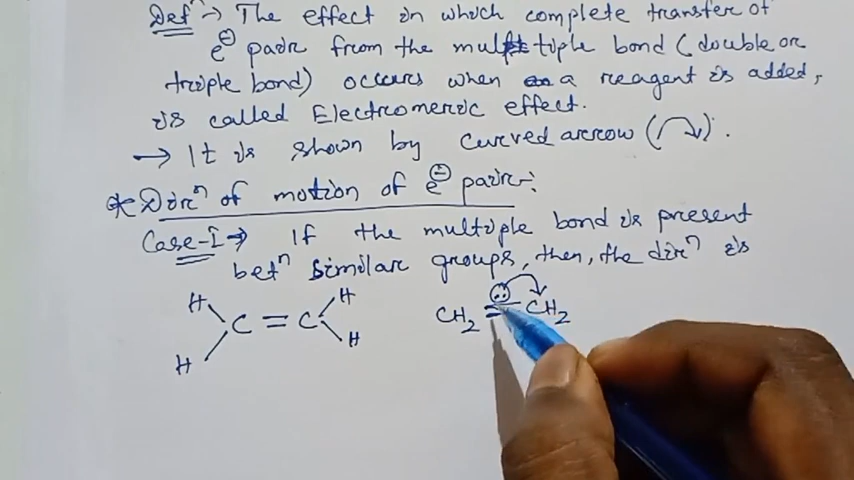 Defⁿ :→ The effect in which complete transfer of
e⊖ pair from the multiple bond (double or
triple bond) occurs when a reagent is added,
is called Electromeric effect.
→ It is shown by curved arrow (⤵).
* Dirⁿ of motion of e⊖ pair:-
Case-I → If the multiple bond is present
betⁿ similar groups, then, the dirⁿ is
H H
C = C CH₂ = CH₂
H H